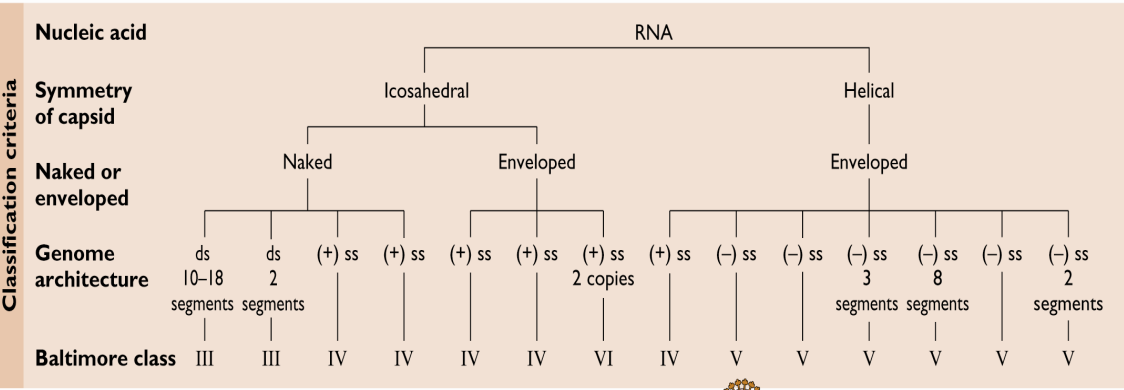 Classification criteria
Nucleic acid RNA
Symmetry of capsid Icosahedral Helical
Naked or enveloped Naked Enveloped Enveloped
Genome architecture
ds 10–18 segments
ds 2 segments
(+) ss
(+) ss
(+) ss
(+) ss
(+) ss 2 copies
(+) ss
(–) ss
(–) ss
(–) ss 3 segments
(–) ss 8 segments
(–) ss
(–) ss 2 segments
Baltimore class III III IV IV IV IV VI IV V V V V V V